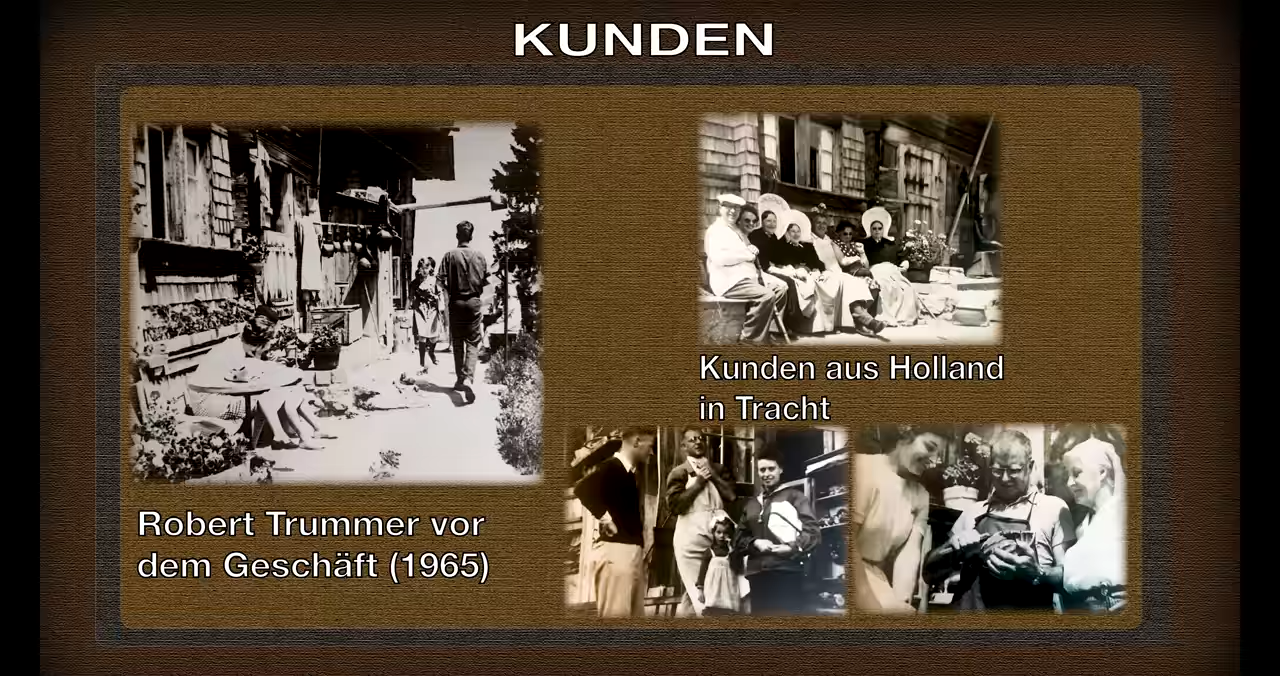 KUNDEN
Kunden aus Holland
in Tracht
Robert Trummer vor
dem Geschäft (1965)